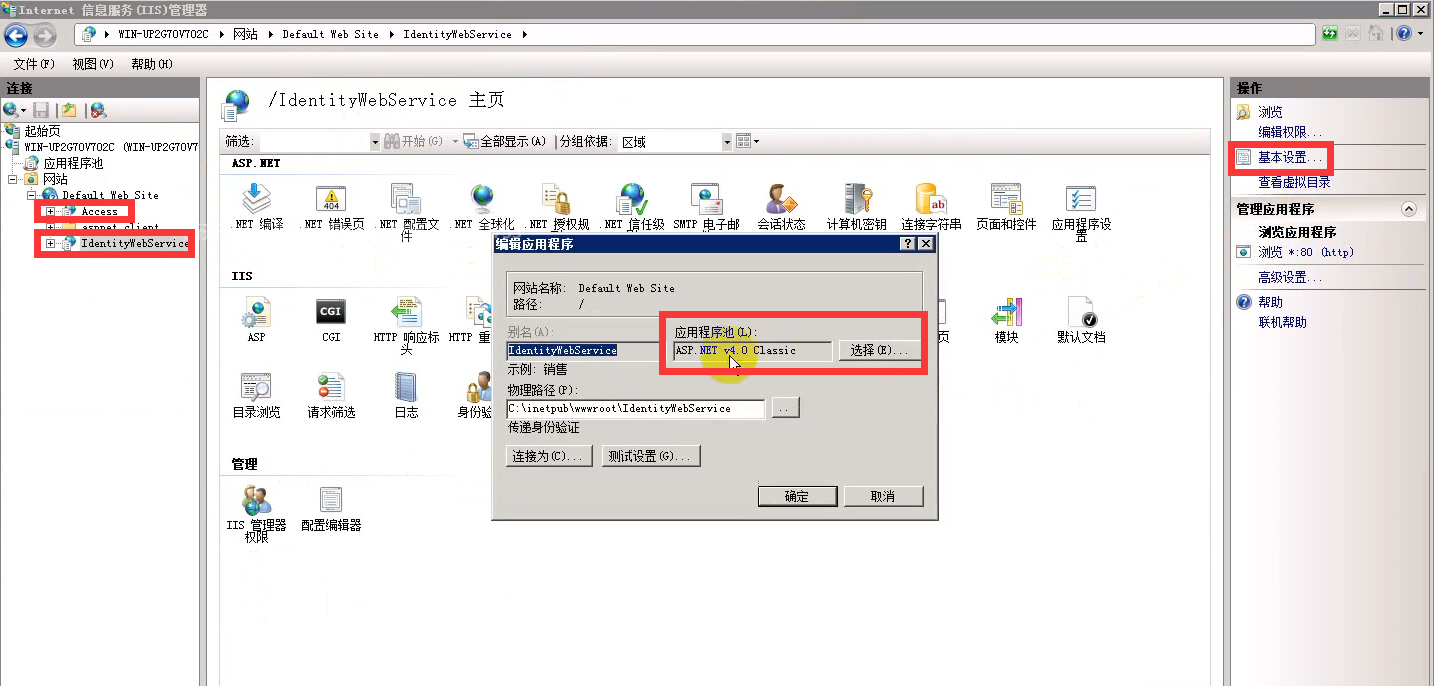 Internet 信息服务(IIS)管理器
WIN-UP2G7OV7O2C ▸ 网站 ▸ Default Web Site ▸ IdentityWebService ▸
文件(F) 视图(V) 帮助(H)
连接
起始页
WIN-UP2G7OV7O2C (WIN-UP2G7OV7
应用程序池
网站
Default Web Site
Access
aspnet_client
IdentityWebService
/IdentityWebService 主页
筛选: 开始(G) 全部显示(A) 分组依据: 区域
ASP.NET
.NET 编译
.NET 错误页
.NET 配置文件
.NET 全球化
.NET 授权规
.NET 信任级
SMTP 电子邮
会话状态
计算机密钥
连接字符串
页面和控件
应用程序设置
IIS
ASP
CGI
HTTP 响应标头
HTTP 重
页
模块
默认文档
目录浏览
请求筛选
日志
身份验
管理
IIS 管理器权限
配置编辑器
编辑应用程序
网站名称: Default Web Site
路径: /
别名(A):
应用程序池(L):
IdentityWebService
ASP.NET v4.0 Classic
选择(E)...
示例: 销售
物理路径(P):
C:\inetpub\wwwroot\IdentityWebService
...
传递身份验证
连接为(C)...
测试设置(G)...
确定
取消
操作
浏览
编辑权限...
基本设置...
查看虚拟目录
管理应用程序
浏览应用程序
浏览 *:80 (http)
高级设置...
帮助
联机帮助